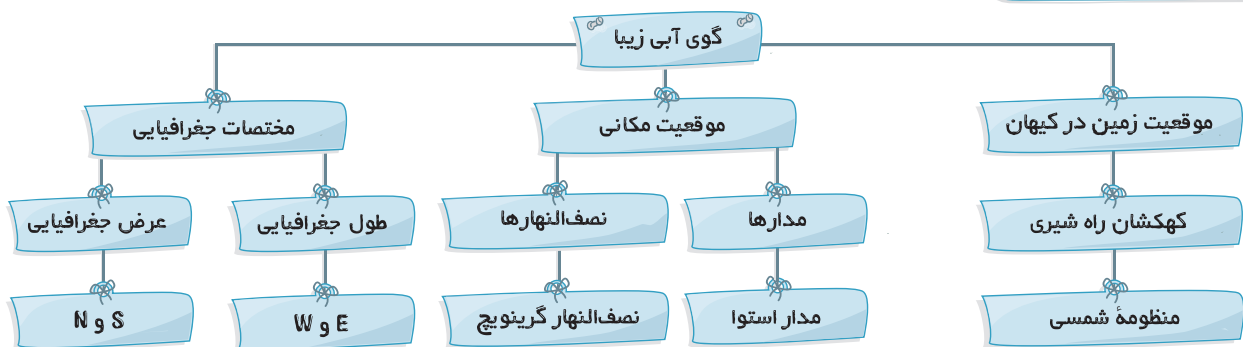 گوی آبی زیبا
موقعیت زمین در کیهان
موقعیت مکانی
مختصات جغرافیایی
کهکشان راه شیری
مدارها
نصف‌النهارها
طول جغرافیایی
عرض جغرافیایی
منظومهٔ شمسی
مدار استوا
نصف‌النهار گرینویچ
E و W
S و N